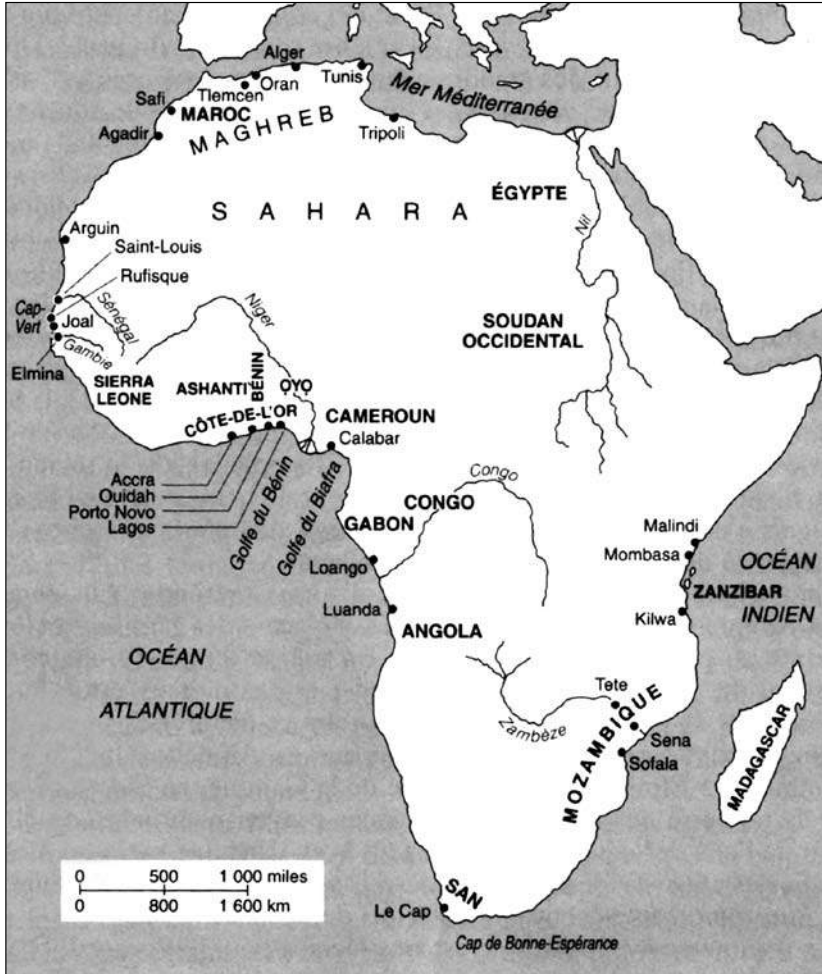 Alger
Tunis
Oran
Tlemcen
Mer Méditerranée
Safi
MAROC
MAGHREB
Agadir
Tripoli
ÉGYPTE
SAHARA
Nil
Arguin
Saint-Louis
Rufisque
Cap-
Vert
Joal
Sénégal
Gambie
Elmina
Niger
SOUDAN
OCCIDENTAL
SIERRA
LEONE
ASHANTI
BÉNIN
OYO
CÔTE-DE-L'OR
CAMEROUN
Calabar
Accra
Ouidah
Porto Novo
Lagos
Golfe du Bénin
Golfe du Biafra
Congo
CONGO
GABON
Malindi
Mombasa
OCÉAN
INDIEN
ZANZIBAR
Loango
Luanda
ANGOLA
Kilwa
OCÉAN
ATLANTIQUE
Tete
Zambèze
MOZAMBIQUE
Sena
Sofala
MADAGASCAR
0 500 1 000 miles
0 800 1 600 km
SAN
Le Cap
Cap de Bonne-Espérance